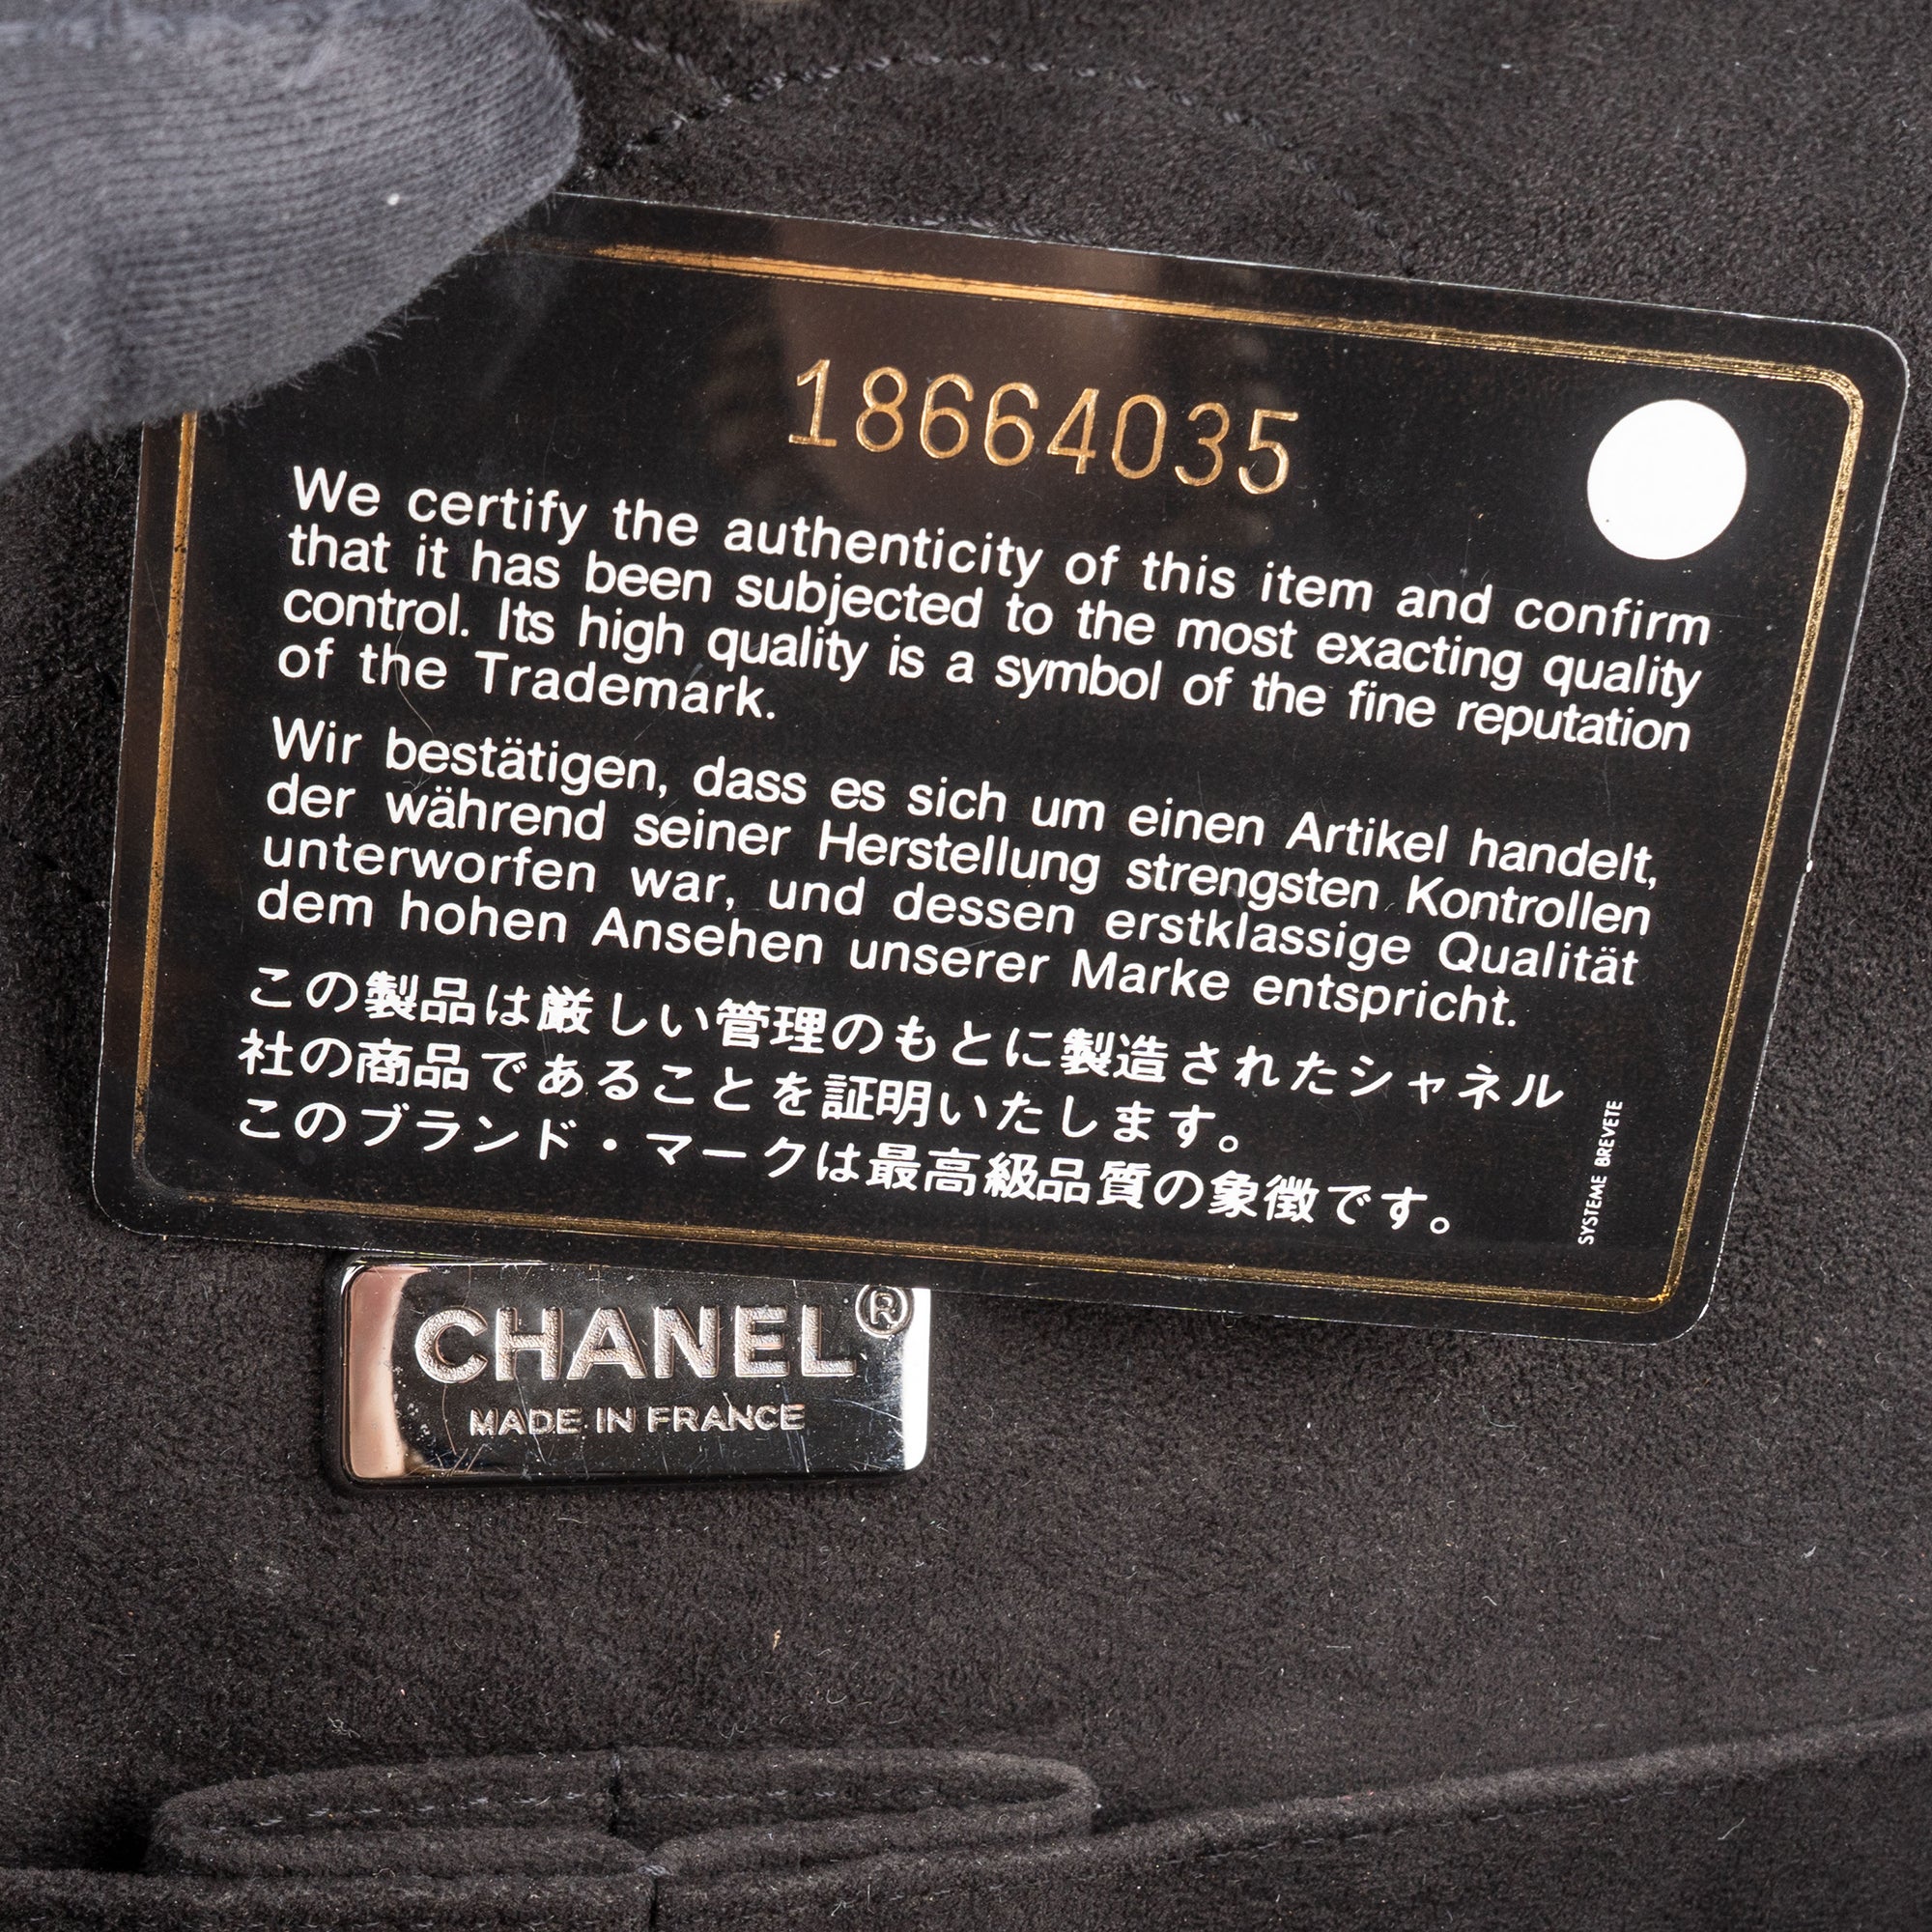 18664035
We certify the authenticity of this item and confirm
that it has been subjected to the most exacting quality
control. Its high quality is a symbol of the fine reputation
of the Trademark.
Wir bestätigen, dass es sich um einen Artikel handelt,
der während seiner Herstellung strengsten Kontrollen
unterworfen war, und dessen erstklassige Qualität
dem hohen Ansehen unserer Marke entspricht.
この製品は厳しい管理のもとに製造されたシャネル
社の商品であることを証明いたします。
このブランド・マークは最高級品質の象徴です。
SYSTEME BREVETE
CHANEL®
MADE IN FRANCE